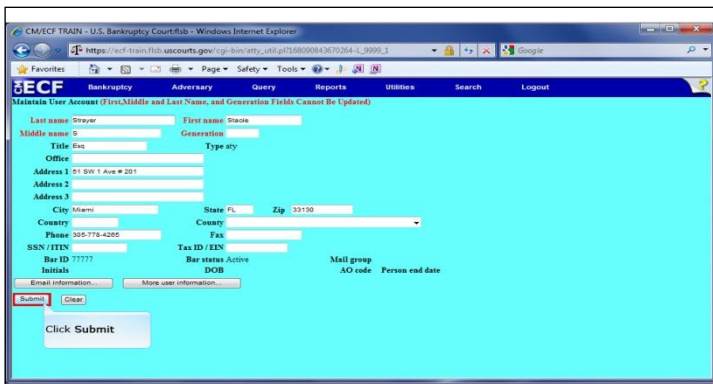 CM/ECF TRAIN - U.S. Bankruptcy Court:flsb - Windows Internet Explorer
https://ecf-train.flsb.uscourts.gov/cgi-bin/atty_util.pl?168090843670264-L_9999_1 Google
Favorites Page Safety Tools
ECF Bankruptcy Adversary Query Reports Utilities Search Logout ?
Maintain User Account (First,Middle and Last Name, and Generation Fields Cannot Be Updated)
Last name Strayer First name Stacie
Middle name S Generation
Title Esq Type aty
Office
Address 1 51 SW 1 Ave # 201
Address 2
Address 3
City Miami State FL Zip 33130
Country County
Phone 305-778-4265 Fax
SSN / ITIN Tax ID / EIN
Bar ID 77777 Bar status Active Mail group
Initials DOB AO code Person end date
Email information... More user information...
Submit Clear
Click Submit